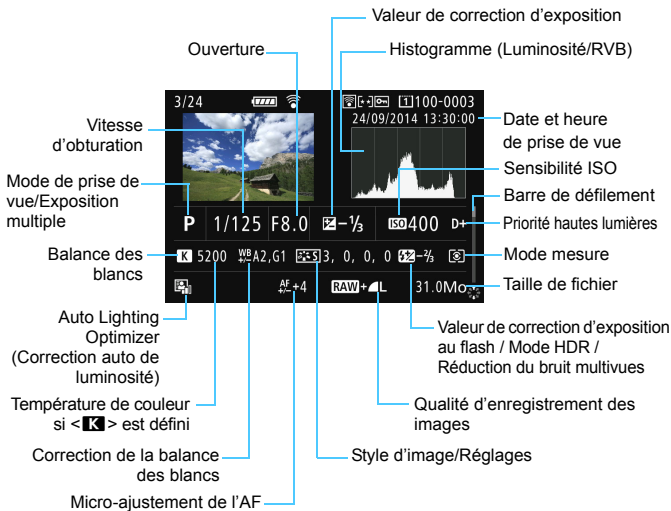 Valeur de correction d'exposition
Ouverture
Histogramme (Luminosité/RVB)
3/24
1 100-0003
24/09/2014 13:30:00
Date et heure
de prise de vue
Vitesse
d'obturation
Sensibilité ISO
Mode de prise de
vue/Exposition
multiple
Barre de défilement
P 1/125 F8.0 -1/3 ISO 400 D+
Priorité hautes lumières
Balance des
blancs
K 5200 WB +/- A2,G1 S 3, 0, 0, 0 -2/3
Mode mesure
AF +/- +4 RAW+L 31.0Mo
Taille de fichier
Auto Lighting
Optimizer
(Correction auto de
luminosité)
Valeur de correction d'exposition
au flash / Mode HDR /
Réduction du bruit multivues
Température de couleur
si <K> est défini
Qualité d'enregistrement des
images
Correction de la balance
des blancs
Style d'image/Réglages
Micro-ajustement de l'AF